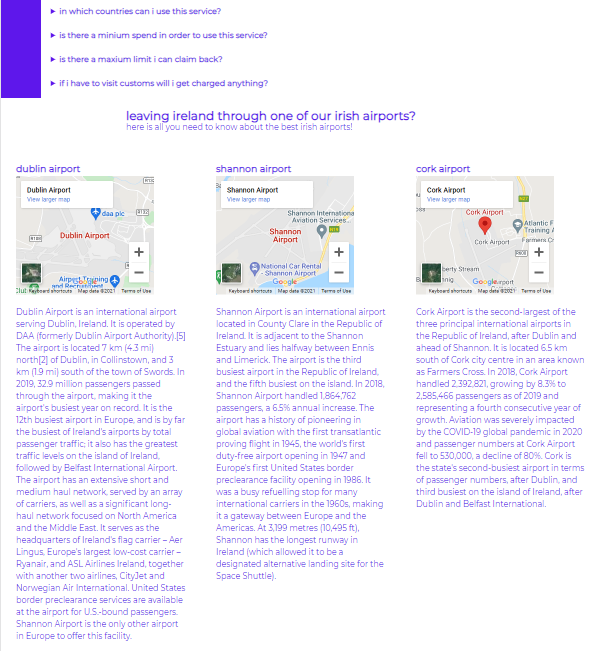 ► in which countries can i use this service?
► is there a minium spend in order to use this service?
► is there a maxium limit i can claim back?
► if i have to visit customs will i get charged anything?
leaving ireland through one of our irish airports?
here is all you need to know about the best irish airports!
dublin airport
Dublin Airport
View larger map
R132
daa plc
R132
Dublin Airport
R108
Airport Training
and Recruitment
Google
Keyboard shortcuts Map data ©2021 Terms of Use
Dublin Airport is an international airport
serving Dublin, Ireland. It is operated by
DAA (formerly Dublin Airport Authority).[5]
The airport is located 7 km (4.3 mi)
north[2] of Dublin, in Collinstown, and 3
km (1.9 mi) south of the town of Swords. In
2019, 32.9 million passengers passed
through the airport, making it the
airport's busiest year on record. It is the
12th busiest airport in Europe, and is by far
the busiest of Ireland's airports by total
passenger traffic; it also has the greatest
traffic levels on the island of Ireland,
followed by Belfast International Airport.
The airport has an extensive short and
medium haul network, served by an array
of carriers, as well as a significant long-
haul network focused on North America
and the Middle East. It serves as the
headquarters of Ireland's flag carrier – Aer
Lingus, Europe's largest low-cost carrier –
Ryanair, and ASL Airlines Ireland, together
with another two airlines, CityJet and
Norwegian Air International. United States
border preclearance services are available
at the airport for U.S.-bound passengers.
Shannon Airport is the only other airport
in Europe to offer this facility.
shannon airport
Shannon Airport
View larger map
Shannon Internationa
Aviation Services...
Shannon
Airport
N19
National Car Rental
- Shannon Airport
Google
Keyboard shortcuts Map data ©2021 Terms of Use
Shannon Airport is an international airport
located in County Clare in the Republic of
Ireland. It is adjacent to the Shannon
Estuary and lies halfway between Ennis
and Limerick. The airport is the third
busiest airport in the Republic of Ireland,
and the fifth busiest on the island. In 2018,
Shannon Airport handled 1,864,762
passengers, a 6.5% annual increase. The
airport has a history of pioneering in
global aviation with the first transatlantic
proving flight in 1945, the world's first
duty-free airport opening in 1947 and
Europe's first United States border
preclearance facility opening in 1986. It
was a busy refuelling stop for many
international carriers in the 1960s, making
it a gateway between Europe and the
Americas. At 3,199 metres (10,495 ft),
Shannon has the longest runway in
Ireland (which allowed it to be a
designated alternative landing site for the
Space Shuttle).
cork airport
Cork Airport
View larger map
N27
Cork Airport
Atlantic F
Training A
Cork Airport
Farmers Cr
berty Stream
Google
Keyboard shortcuts Map data ©2021 Terms of Use
Cork Airport is the second-largest of the
three principal international airports in
the Republic of Ireland, after Dublin and
ahead of Shannon. It is located 6.5 km
south of Cork city centre in an area known
as Farmers Cross. In 2018, Cork Airport
handled 2,392,821, growing by 8.3% to
2,585,466 passengers as of 2019 and
representing a fourth consecutive year of
growth. Aviation was severely impacted
by the COVID-19 global pandemic in 2020
and passenger numbers at Cork Airport
fell to 530,000, a decline of 80%. Cork is
the state's second-busiest airport in terms
of passenger numbers, after Dublin, and
third busiest on the island of Ireland, after
Dublin and Belfast International.